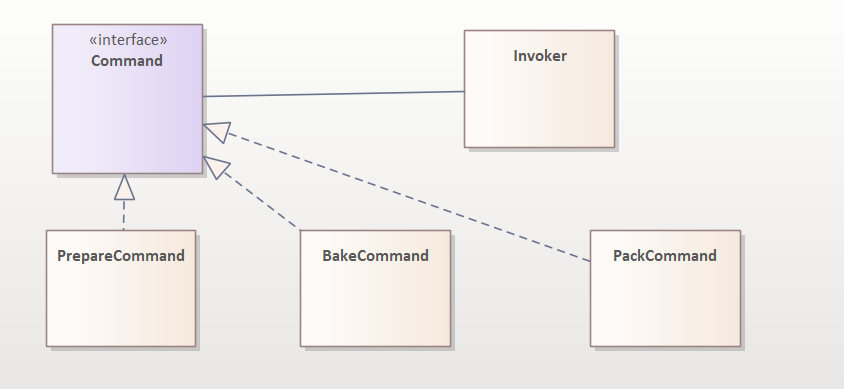 «interface»
Command
Invoker
PrepareCommand
BakeCommand
PackCommand